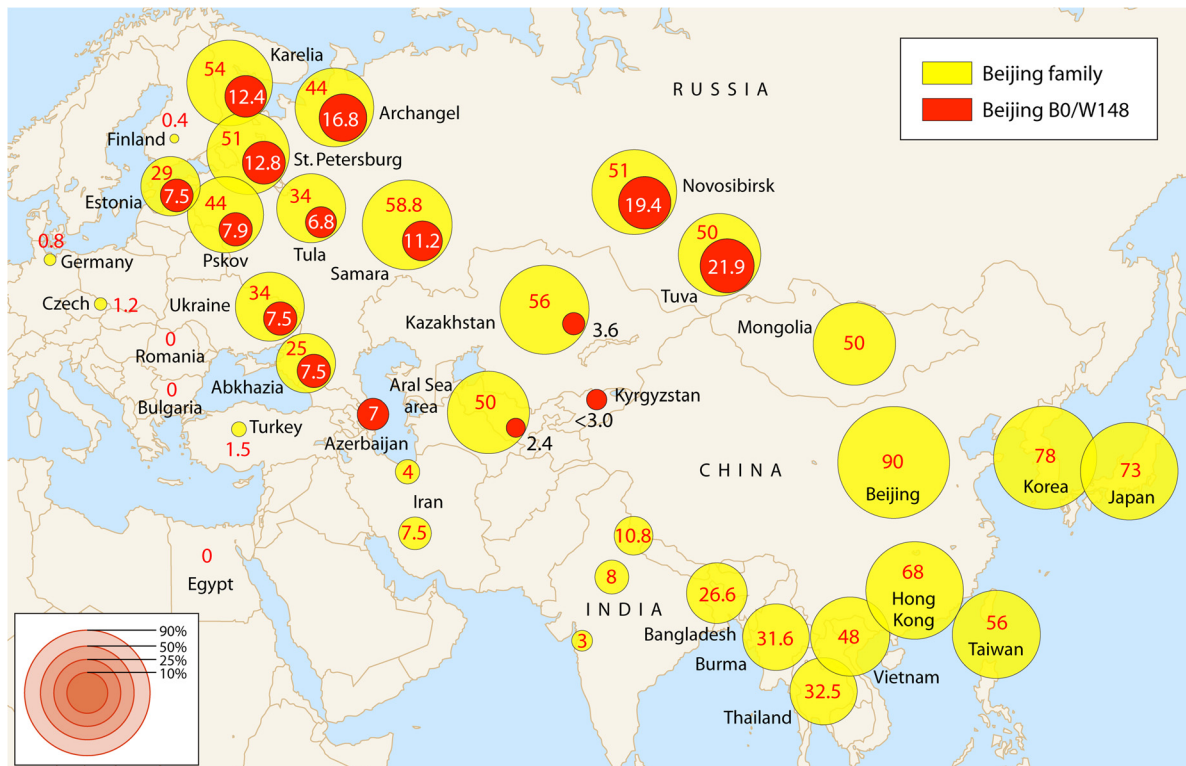 Karelia
54
12.4
44
16.8
Archangel
RUSSIA
Beijing family
Beijing B0/W148
0.4
Finland
51
12.8
St. Petersburg
29
7.5
Estonia
44
7.9
Pskov
34
6.8
Tula
58.8
11.2
Samara
51
19.4
Novosibirsk
50
21.9
Tuva
0.8
Germany
Czech
1.2
Ukraine
34
7.5
0
Romania
25
7.5
Abkhazia
0
Bulgaria
Turkey
1.5
7
Azerbaijan
Kazakhstan
56
3.6
Mongolia
50
Aral Sea
area
50
2.4
Kyrgyzstan
<3.0
4
Iran
7.5
0
Egypt
CHINA
90
Beijing
78
Korea
73
Japan
10.8
8
INDIA
3
26.6
Bangladesh
31.6
Burma
48
Vietnam
32.5
Thailand
68
Hong
Kong
56
Taiwan
90%
50%
25%
10%